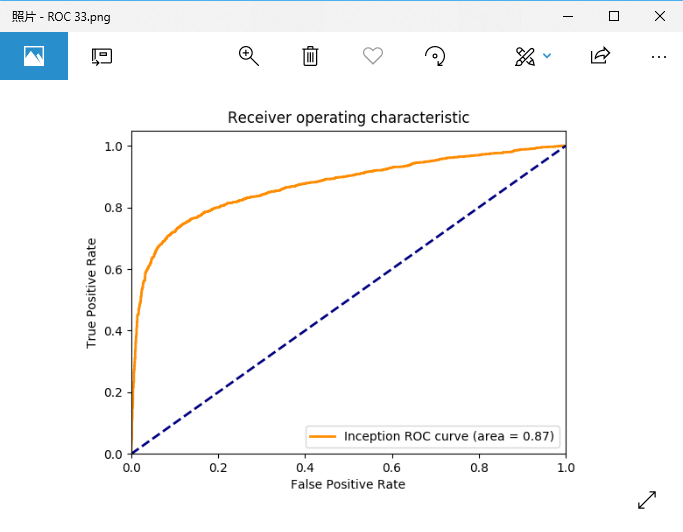 照片 - ROC 33.png
Receiver operating characteristic
1.0
0.8
0.6
0.4
0.2
0.0
True Positive Rate
Inception ROC curve (area = 0.87)
0.0 0.2 0.4 0.6 0.8 1.0
False Positive Rate